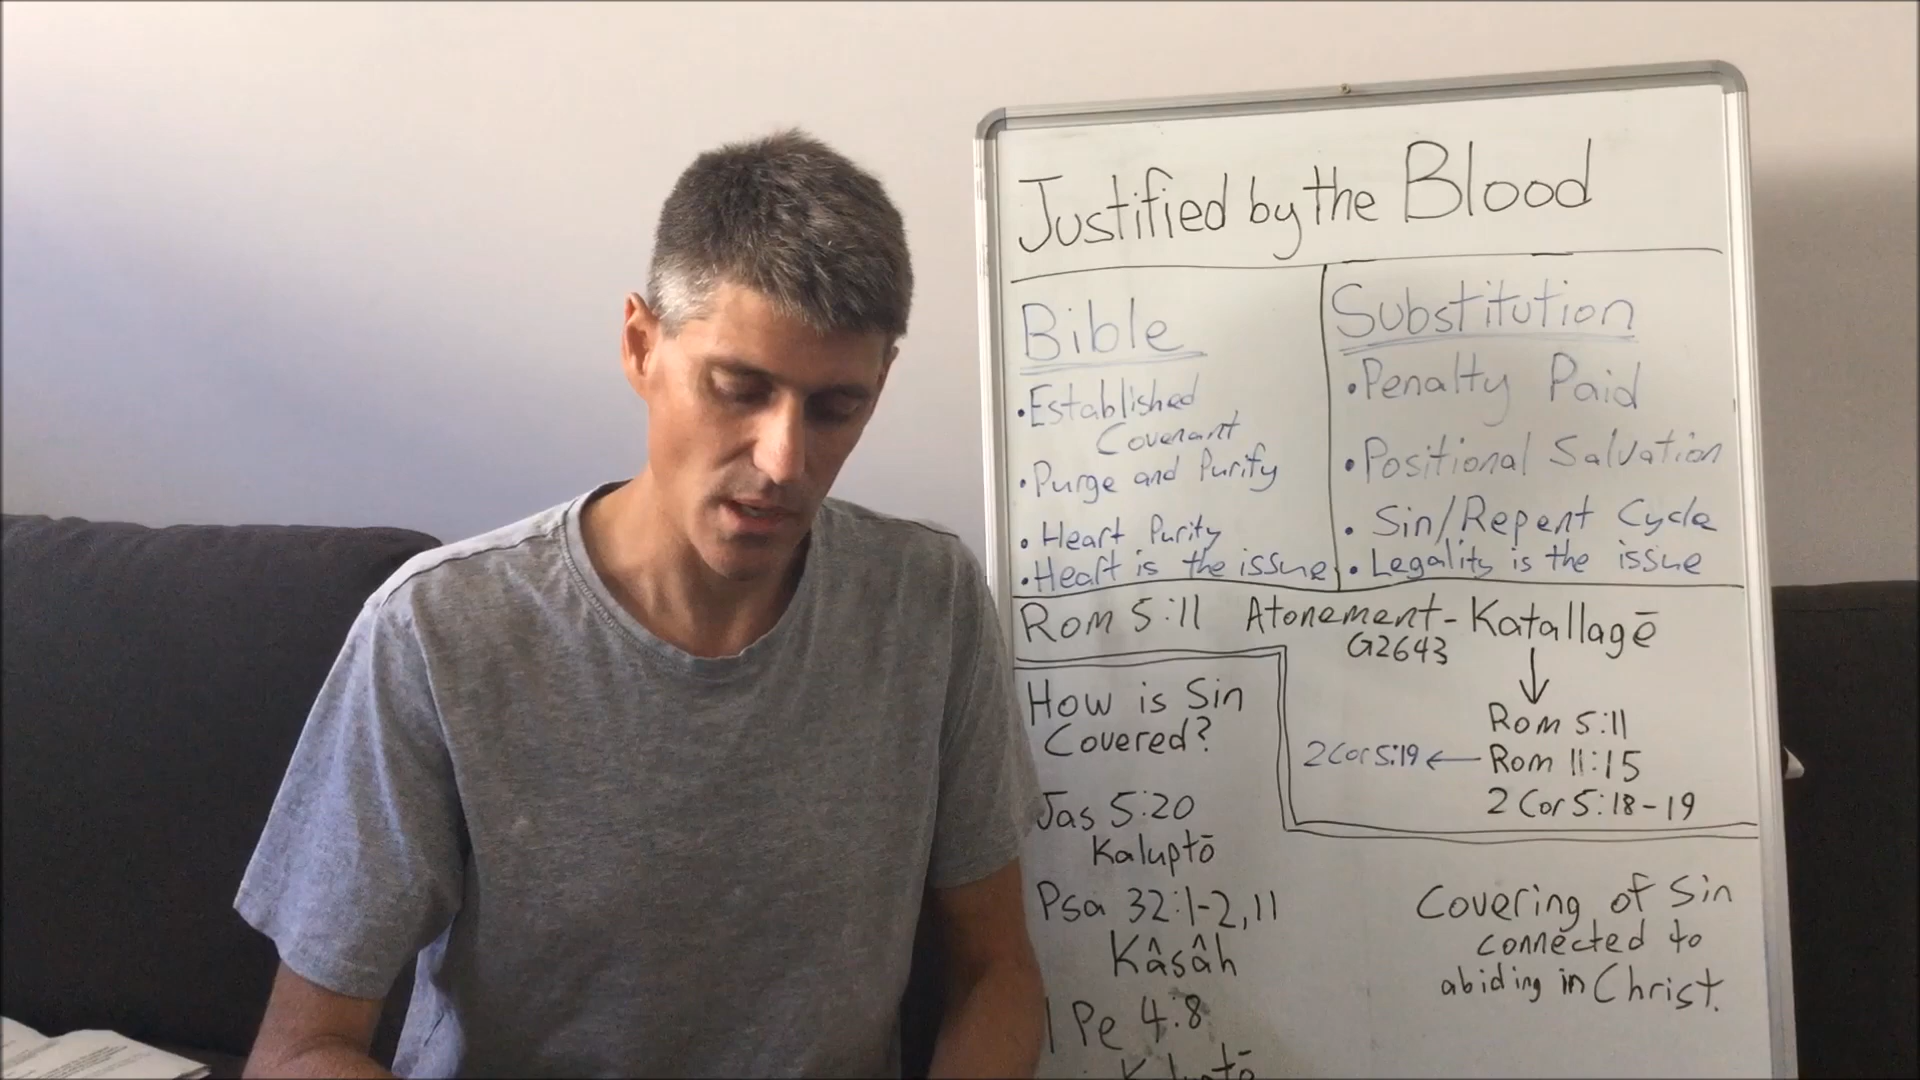 Justified by the Blood
Bible
•Established
Covenant
•Purge and Purify
• Heart Purity
•Heart is the issue
Substitution
•Penalty Paid
•Positional Salvation
• Sin/Repent Cycle
• Legality is the issue
Rom 5:11 Atonement - Katallagē
G2643
Rom 5:11
2 Cor 5:19 ← Rom 11:15
2 Cor 5:18-19
How is Sin
Covered?
Jas 5:20
Kaluptō
Psa 32:1-2,11
Kâsâh
1 Pe 4:8
Kaluptō
Covering of Sin
connected to
abiding in Christ.